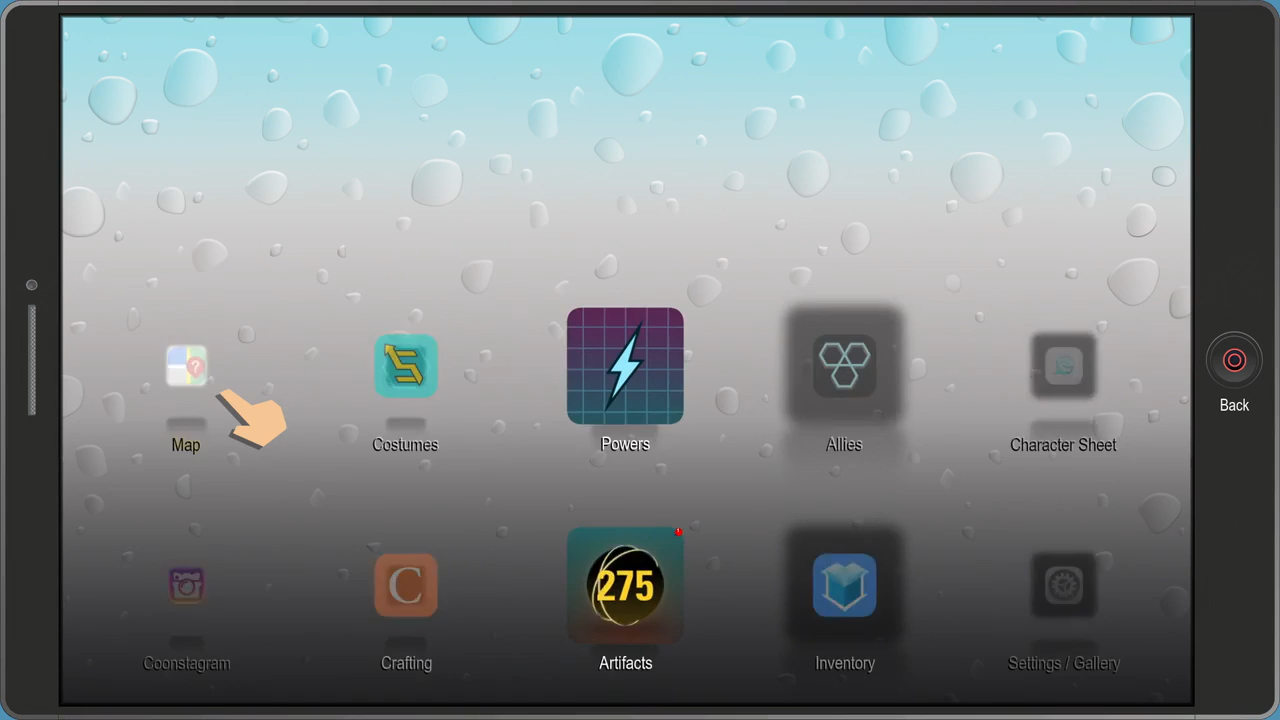 Map
Costumes
Powers
Allies
Character Sheet
Back
C
275
Coonstagram
Crafting
Artifacts
Inventory
Settings / Gallery